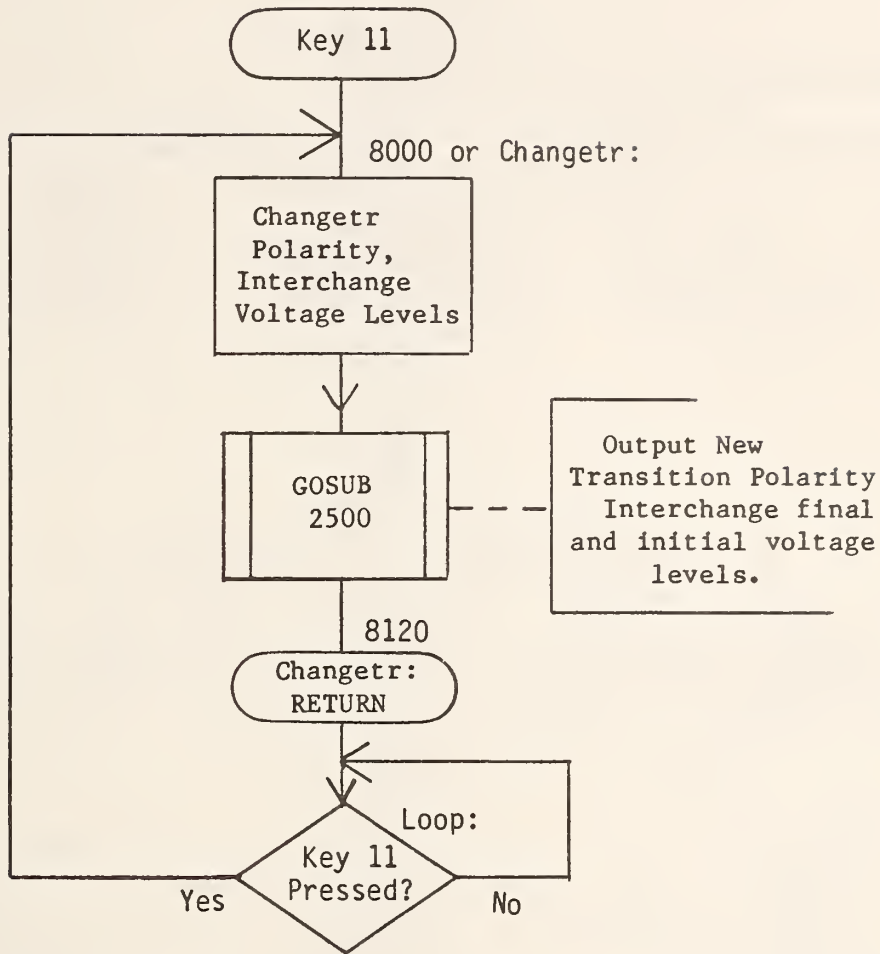 Key 11
8000 or Changetr:
Changetr
Polarity,
Interchange
Voltage Levels
GOSUB
2500
Output New
Transition Polarity
Interchange final
and initial voltage
levels.
8120
Changetr:
RETURN
Loop:
Key 11
Pressed?
Yes
No